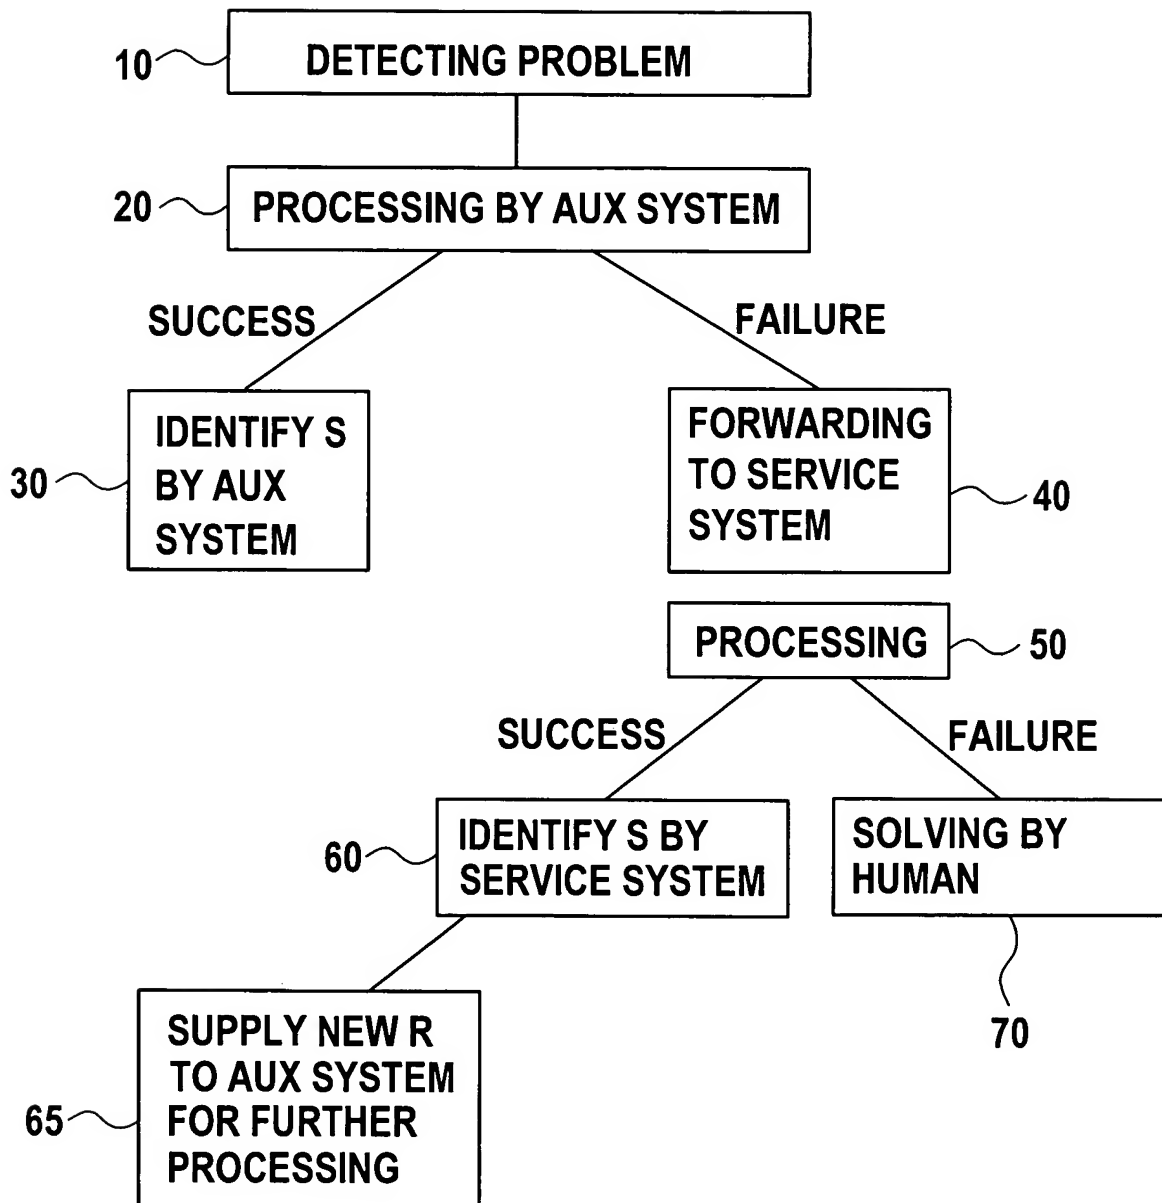 10
DETECTING PROBLEM
20
PROCESSING BY AUX SYSTEM
SUCCESS
FAILURE
30
IDENTIFY S
BY AUX
SYSTEM
FORWARDING
TO SERVICE
SYSTEM
40
PROCESSING
50
SUCCESS
FAILURE
60
IDENTIFY S BY
SERVICE SYSTEM
SOLVING BY
HUMAN
70
65
SUPPLY NEW R
TO AUX SYSTEM
FOR FURTHER
PROCESSING